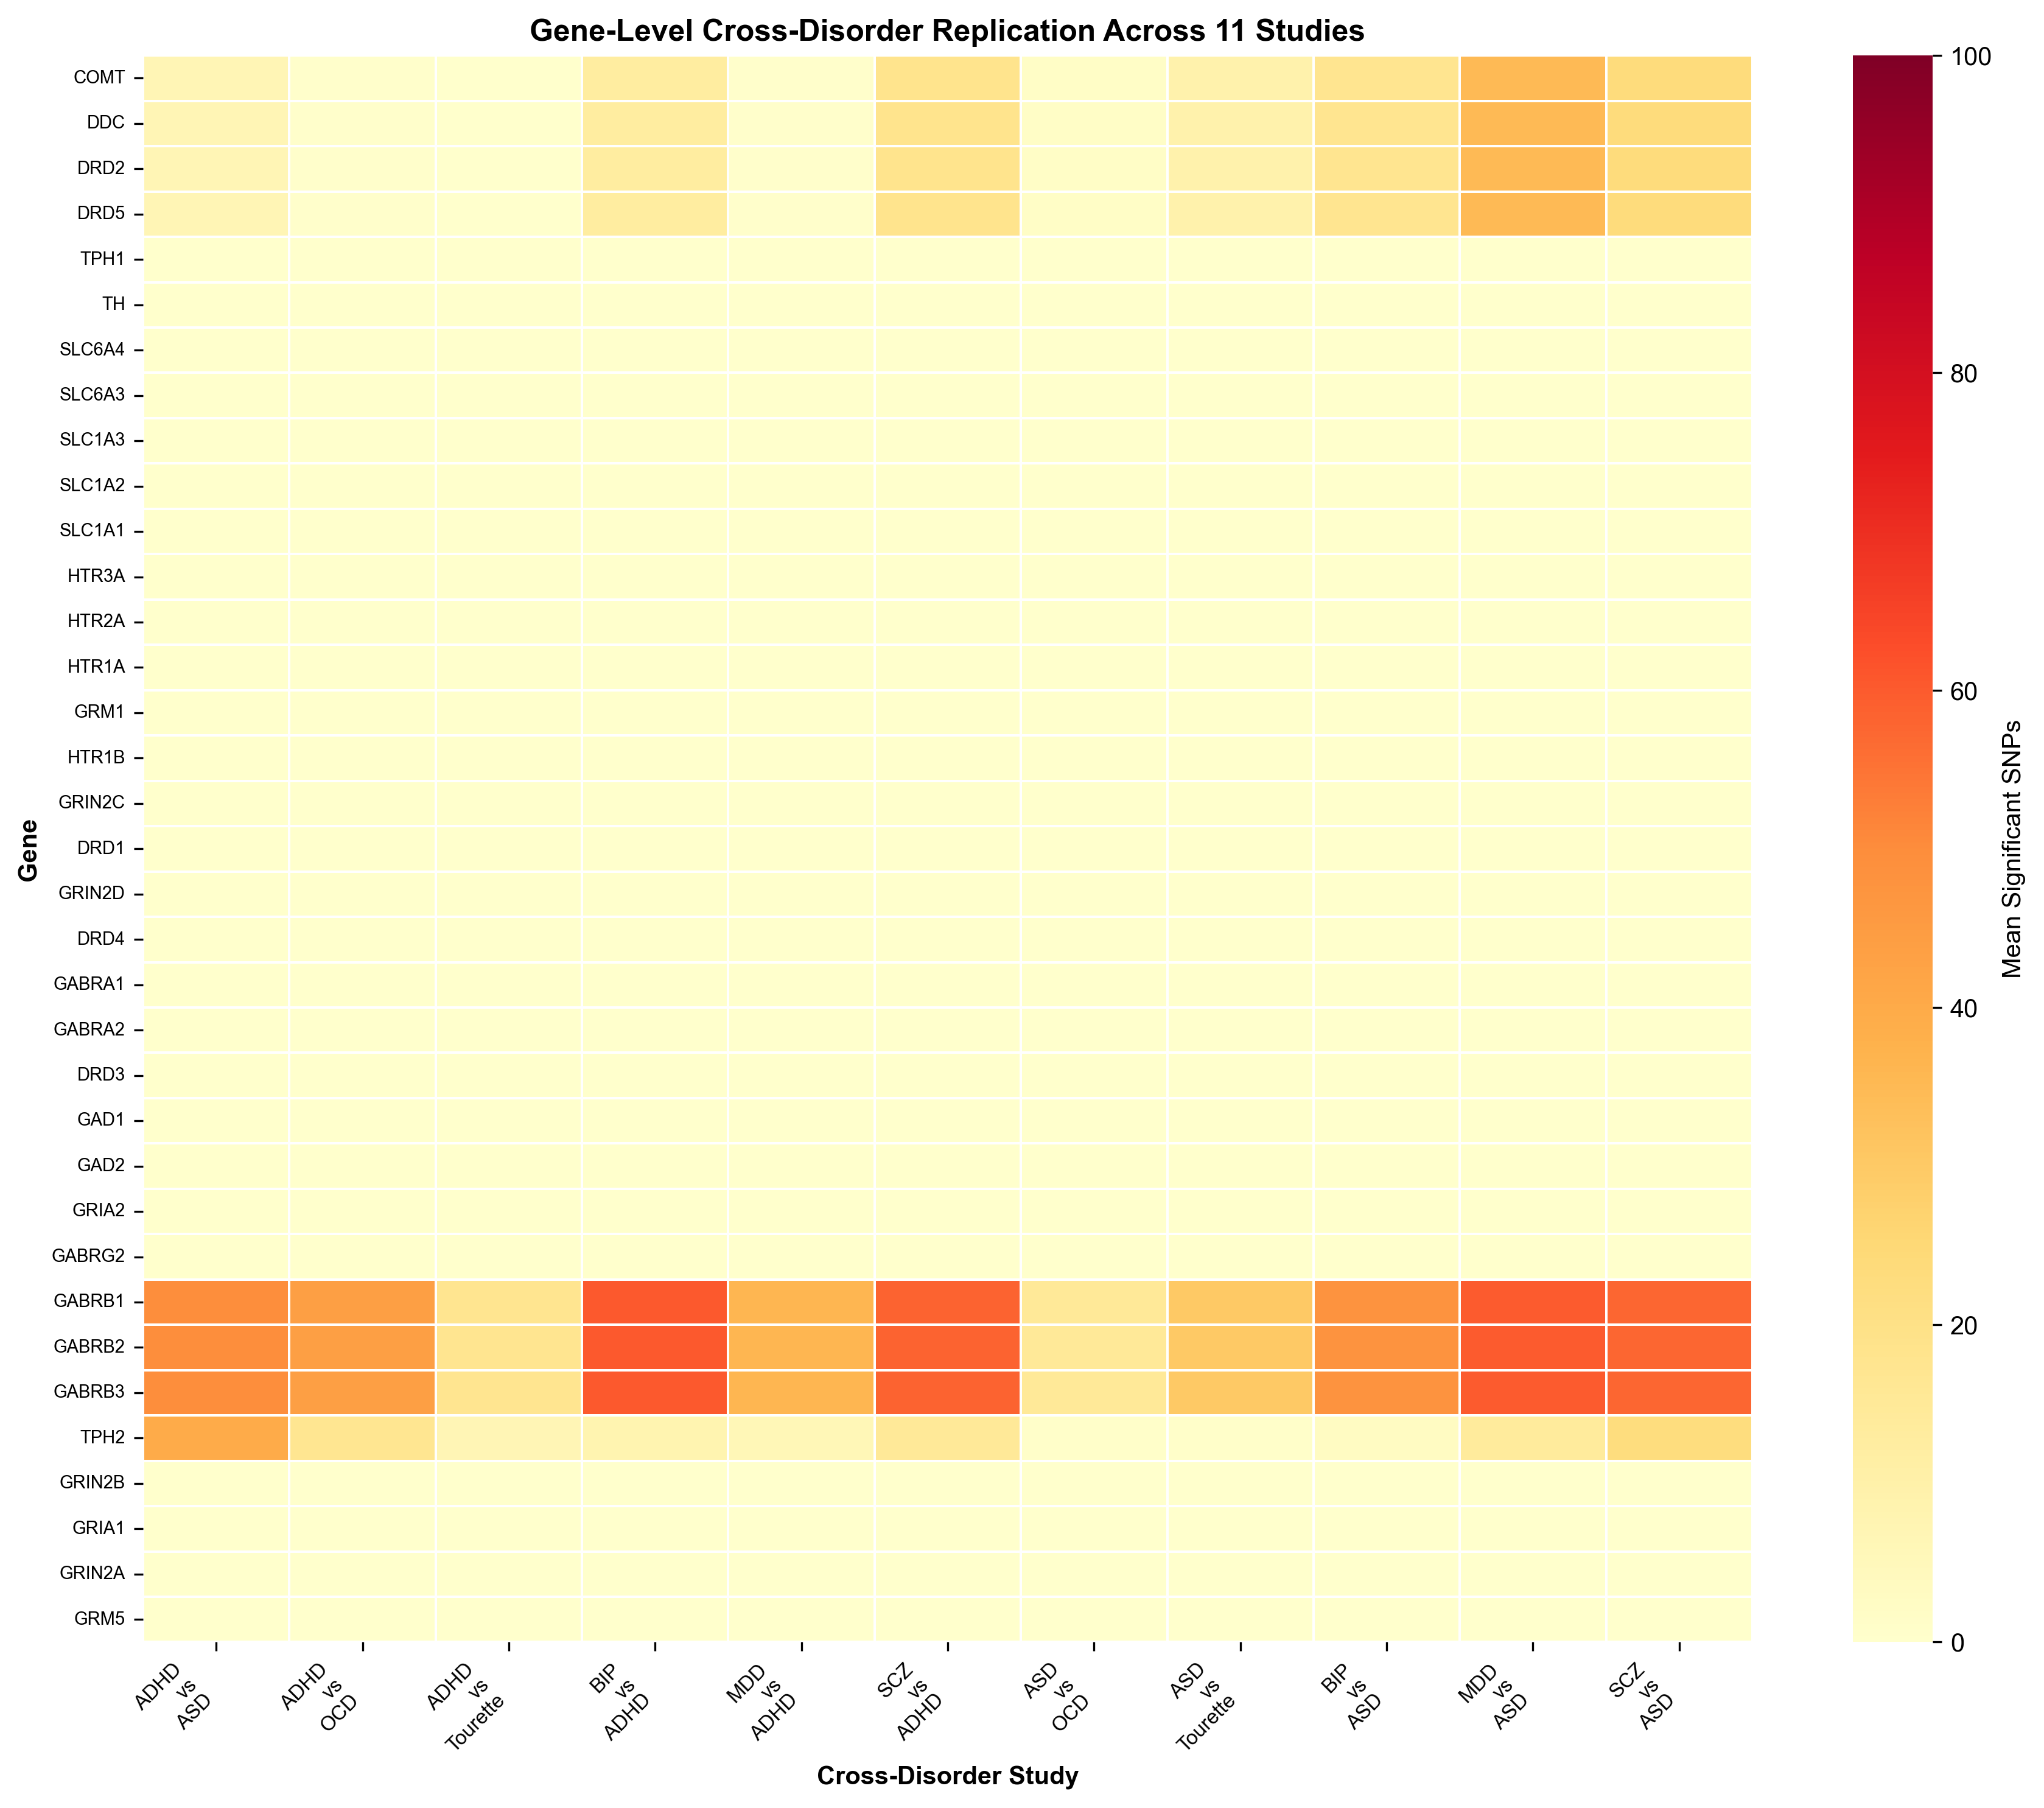 Gene-Level Cross-Disorder Replication Across 11 Studies
COMT
DDC
DRD2
DRD5
TPH1
TH
SLC6A4
SLC6A3
SLC1A3
SLC1A2
SLC1A1
HTR3A
HTR2A
HTR1A
GRM1
HTR1B
GRIN2C
DRD1
GRIN2D
DRD4
GABRA1
GABRA2
DRD3
GAD1
GAD2
GRIA2
GABRG2
GABRB1
GABRB2
GABRB3
TPH2
GRIN2B
GRIA1
GRIN2A
GRM5
Gene
ADHD
vs
ASD
ADHD
vs
OCD
ADHD
vs
Tourette
BIP
vs
ADHD
MDD
vs
ADHD
SCZ
vs
ADHD
ASD
vs
OCD
ASD
vs
Tourette
BIP
vs
ASD
MDD
vs
ASD
SCZ
vs
ASD
Cross-Disorder Study
100
80
60
40
20
0
Mean Significant SNPs